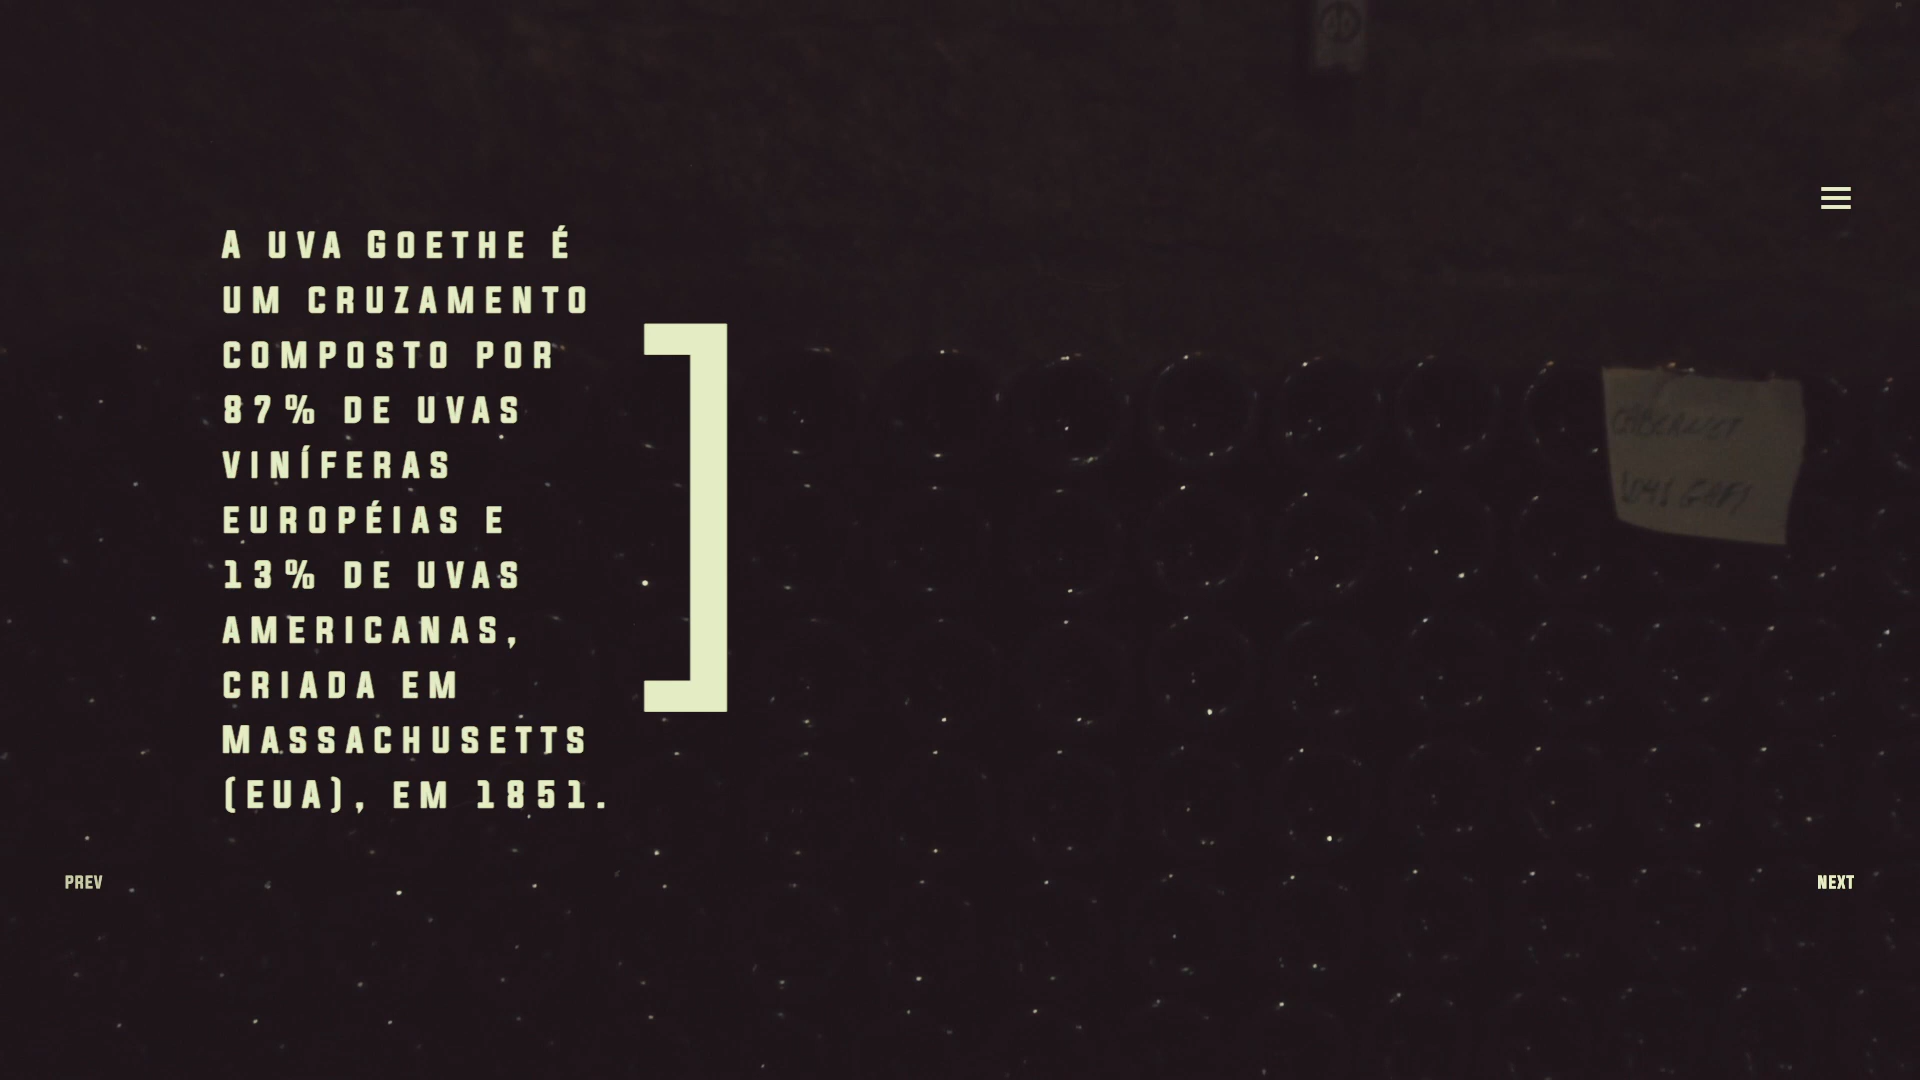 A UVA GOETHE É
UM CRUZAMENTO
COMPOSTO POR
87% DE UVAS
VINÍFERAS
EUROPÉIAS E
13% DE UVAS
AMERICANAS,
CRIADA EM
MASSACHUSETTS
(EUA), EM 1851.
CABERNET
PREV
NEXT